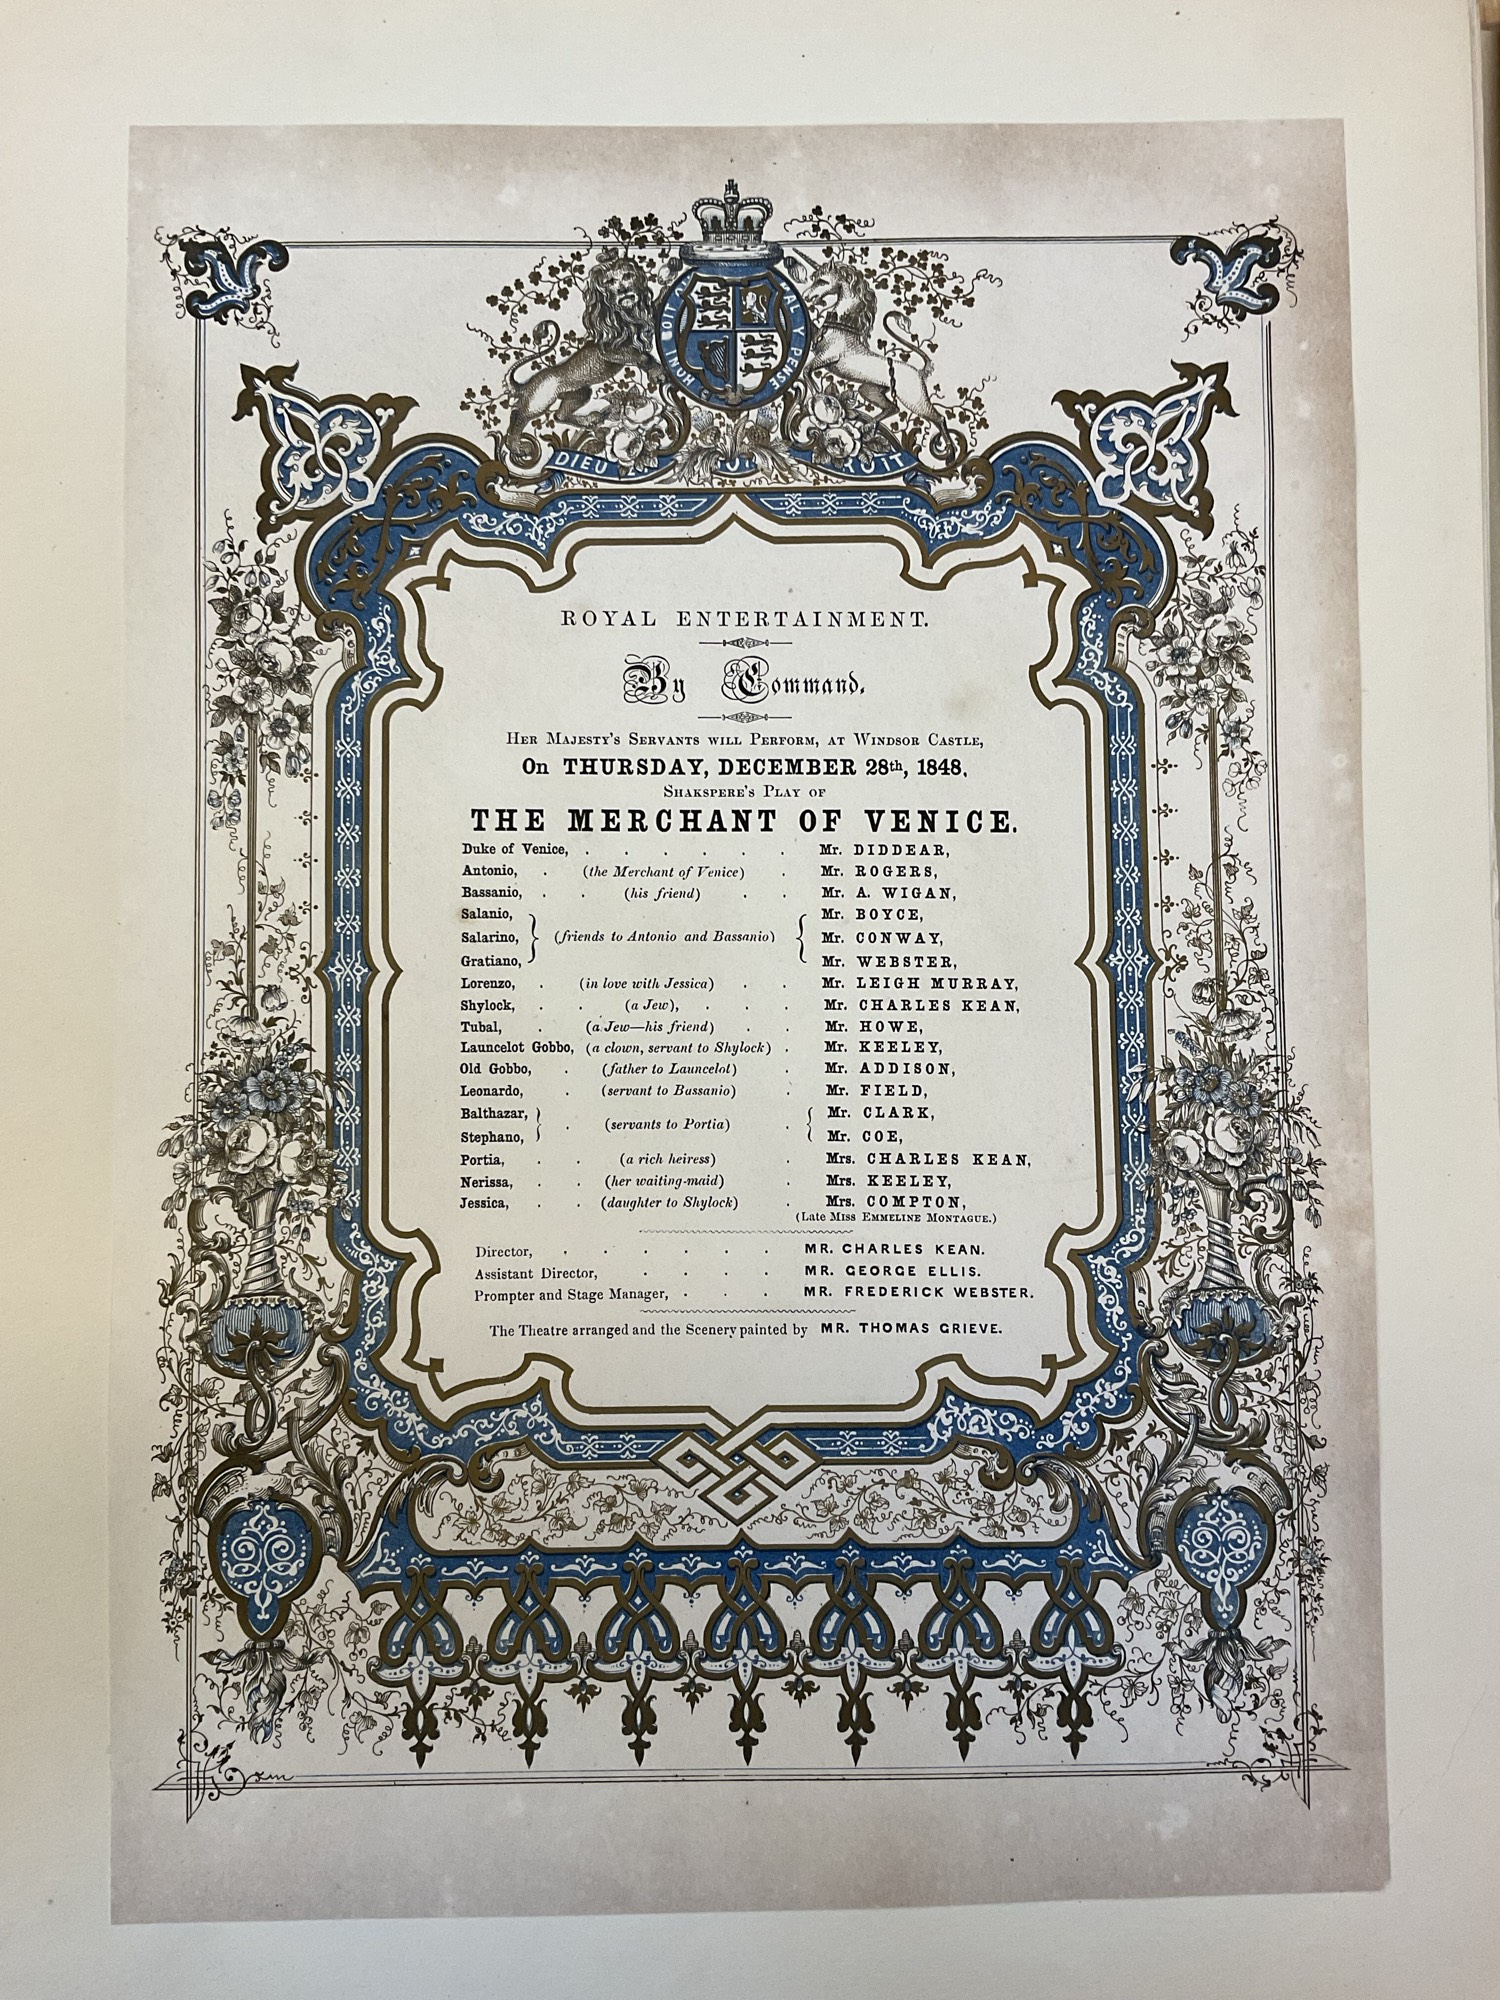 HONI SOIT QUI MAL Y PENSE
DIEU ET MON DROIT
ROYAL ENTERTAINMENT.
By Command.
HER MAJESTY'S SERVANTS WILL PERFORM, AT WINDSOR CASTLE,
On THURSDAY, DECEMBER 28th, 1848,
SHAKSPERE'S PLAY OF
THE MERCHANT OF VENICE.
Duke of Venice, . . . . . . Mr. DIDDEAR,
Antonio, . (the Merchant of Venice) . Mr. ROGERS,
Bassanio, . . (his friend) . . Mr. A. WIGAN,
Salanio, Mr. BOYCE,
Salarino, } (friends to Antonio and Bassanio) { Mr. CONWAY,
Gratiano, Mr. WEBSTER,
Lorenzo, . (in love with Jessica) . . Mr. LEIGH MURRAY,
Shylock, . . (a Jew), . . . Mr. CHARLES KEAN,
Tubal, . (a Jew—his friend) . . Mr. HOWE,
Launcelot Gobbo, (a clown, servant to Shylock) . Mr. KEELEY,
Old Gobbo, . (father to Launcelot) . Mr. ADDISON,
Leonardo, . (servant to Bassanio) . Mr. FIELD,
Balthazar, } . (servants to Portia) . { Mr. CLARK,
Stephano, Mr. COE,
Portia, . . (a rich heiress) . Mrs. CHARLES KEAN,
Nerissa, . . (her waiting-maid) . Mrs. KEELEY,
Jessica, . . (daughter to Shylock) . Mrs. COMPTON,
(LATE MISS EMMELINE MONTAGUE.)
Director, . . . . . . MR. CHARLES KEAN.
Assistant Director, . . . . MR. GEORGE ELLIS.
Prompter and Stage Manager, . . . MR. FREDERICK WEBSTER.
The Theatre arranged and the Scenery painted by MR. THOMAS GRIEVE.